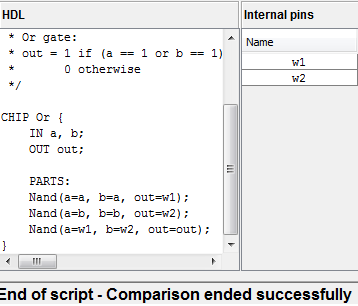 HDL
Internal pins
* Or gate:
* out = 1 if (a == 1 or b == 1)
*       0 otherwise
*/
CHIP Or {
    IN a, b;
    OUT out;
    PARTS:
    Nand(a=a, b=a, out=w1);
    Nand(a=b, b=b, out=w2);
    Nand(a=w1, b=w2, out=out);
}
Name
w1
w2
End of script - Comparison ended successfully